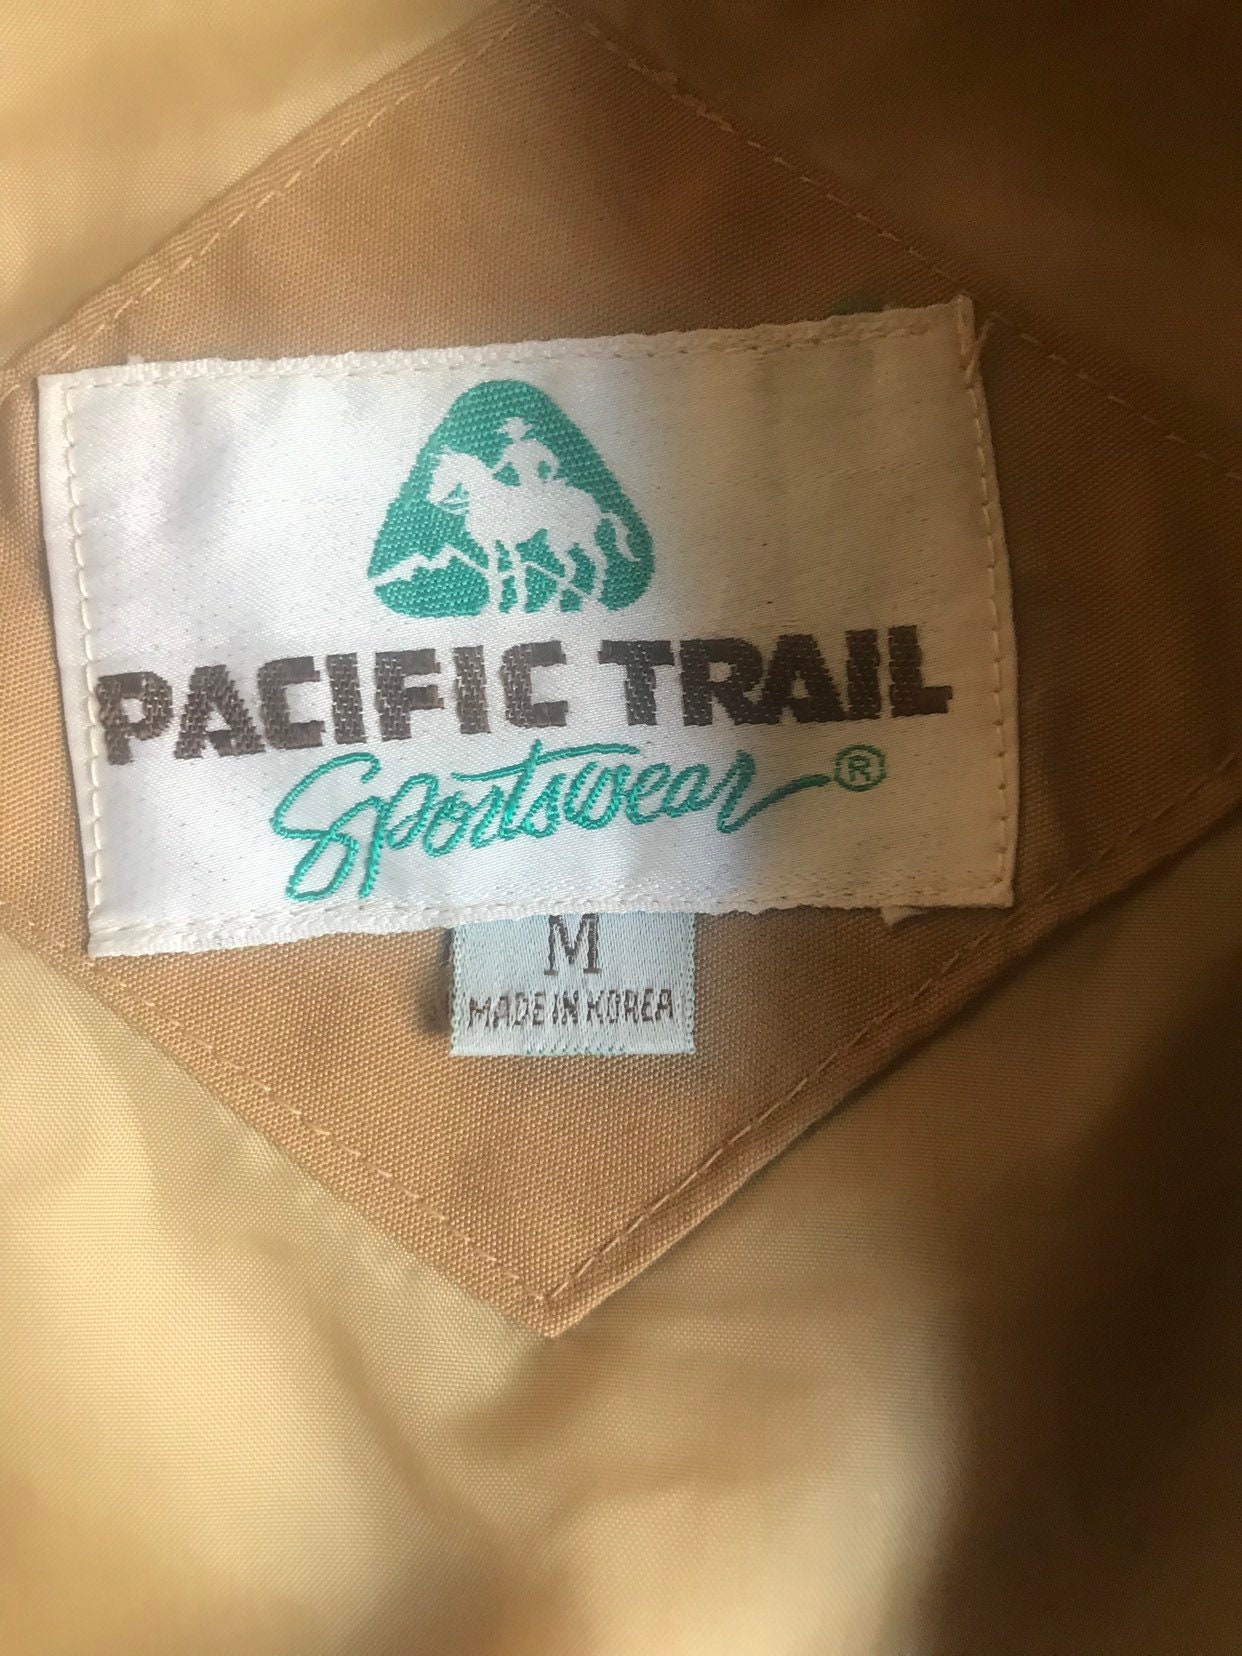 PACIFIC TRAIL
Sportswear ®
M
MADE IN KOREA